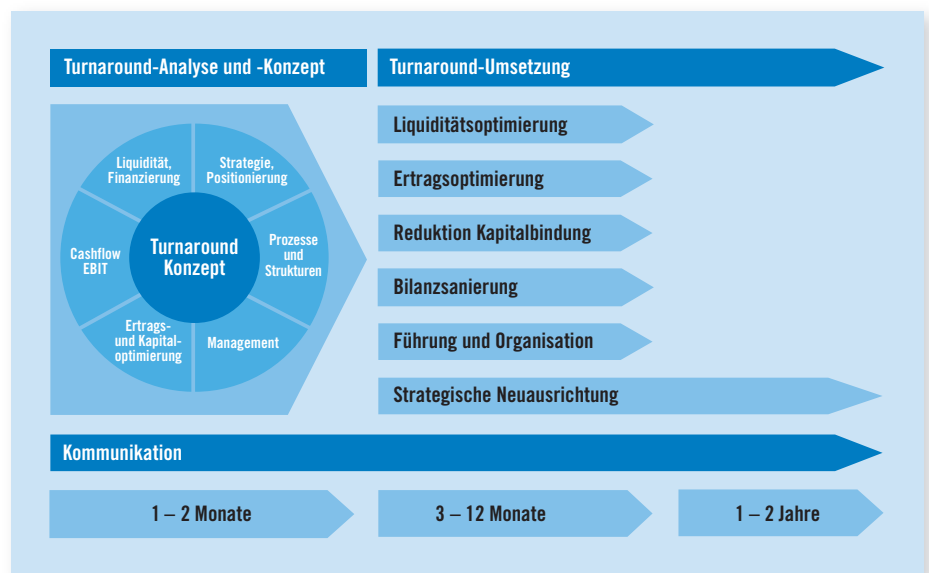 Turnaround-Analyse und -Konzept
Turnaround-Umsetzung
Liquidität,
Finanzierung
Strategie,
Positionierung
Cashflow
EBIT
Turnaround
Konzept
Prozesse
und
Strukturen
Ertrags-
und Kapital-
optimierung
Management
Liquiditätsoptimierung
Ertragsoptimierung
Reduktion Kapitalbindung
Bilanzsanierung
Führung und Organisation
Strategische Neuausrichtung
Kommunikation
1 – 2 Monate
3 – 12 Monate
1 – 2 Jahre